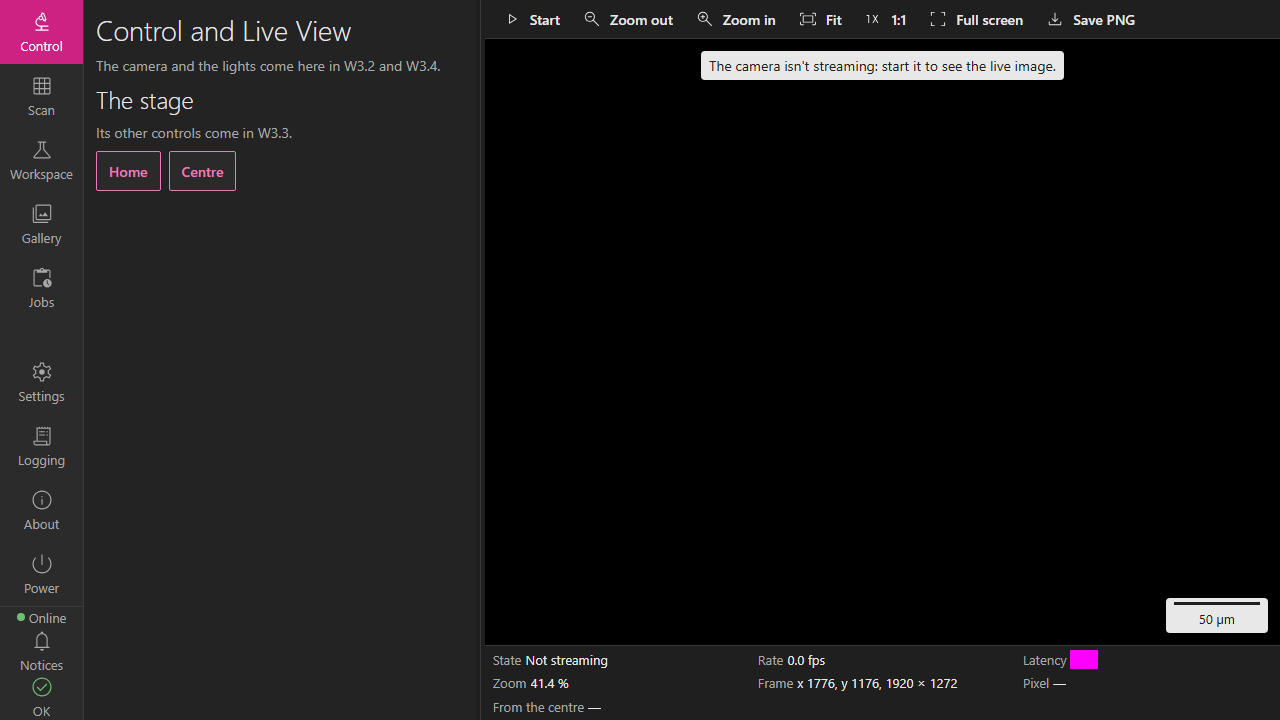 Control
Scan
Workspace
Gallery
Jobs
Settings
Logging
About
Power
Online
Notices
OK
Control and Live View
The camera and the lights come here in W3.2 and W3.4.
The stage
Its other controls come in W3.3.
Home Centre
Start Zoom out Zoom in Fit 1X 1:1 Full screen Save PNG
The camera isn't streaming: start it to see the live image.
50 µm
State Not streaming Rate 0.0 fps Latency
Zoom 41.4 % Frame x 1776, y 1176, 1920 × 1272 Pixel —
From the centre —